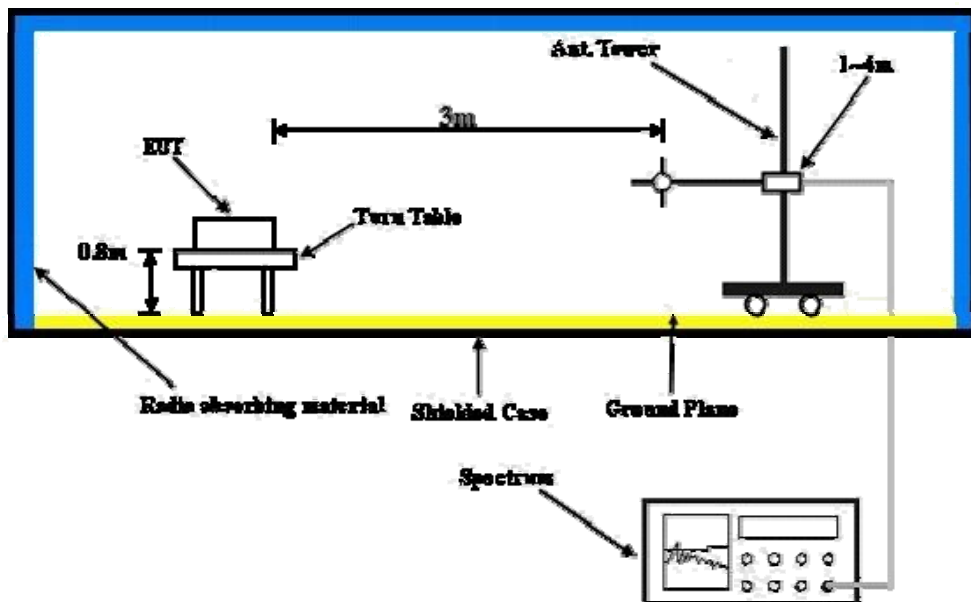 Ant. Tower
1~4m
3m
EUT
Turn Table
0.8m
Radio absorbing material
Shielded Case
Ground Plane
Spectrum